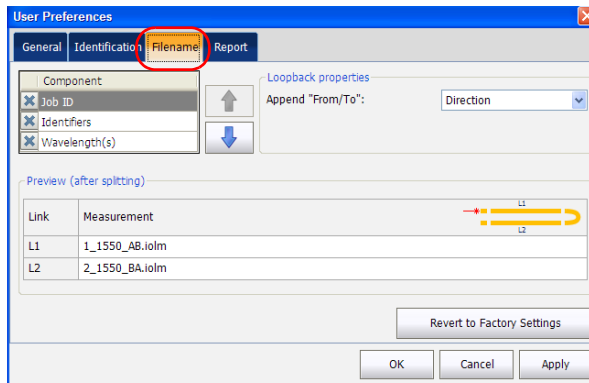 User Preferences
General Identification Filename Report
Component
Job ID
Identifiers
Wavelength(s)
Loopback properties
Append "From/To": Direction
Preview (after splitting)
Link Measurement L1 L2
L1 1_1550_AB.iolm
L2 2_1550_BA.iolm
Revert to Factory Settings
OK Cancel Apply